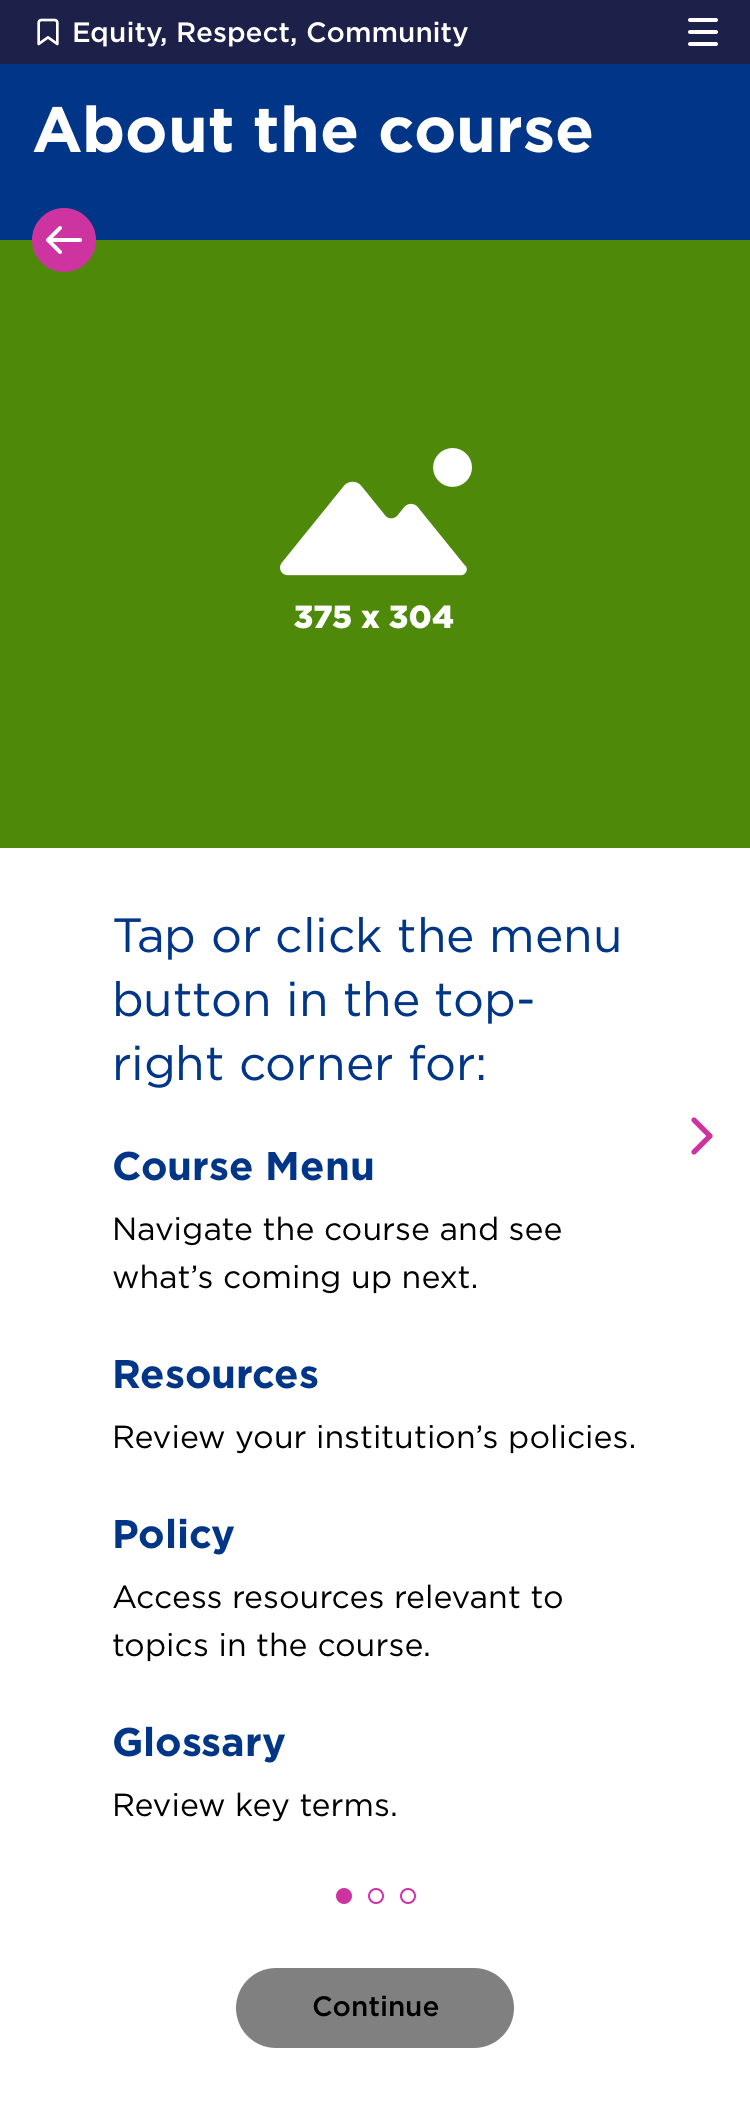 Equity, Respect, Community
About the course
375 x 304
Tap or click the menu
button in the top-
right corner for:
Course Menu
Navigate the course and see
what’s coming up next.
Resources
Review your institution’s policies.
Policy
Access resources relevant to
topics in the course.
Glossary
Review key terms.
Continue